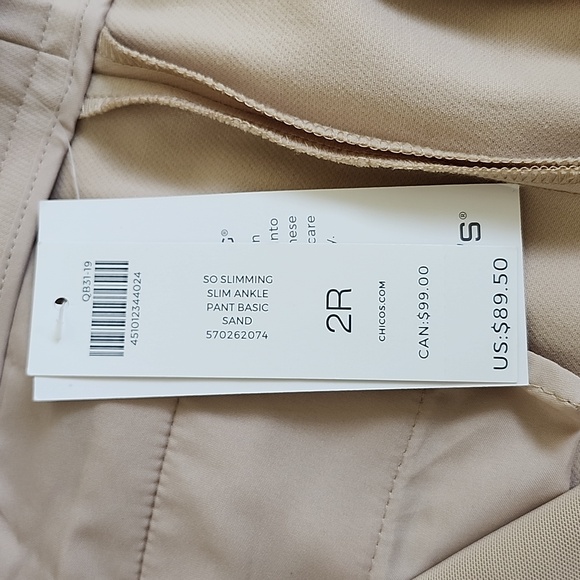 QB31-19
451012344024
SO SLIMMING
SLIM ANKLE
PANT BASIC
SAND
570262074
2R
CHICOS.COM
CAN:$99.00
US:$89.50
S®
care